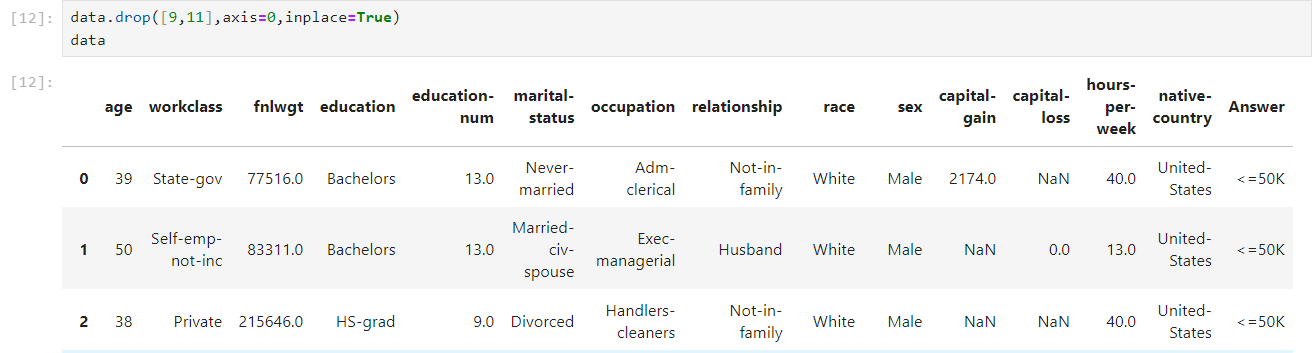 [12]: data.drop([9,11],axis=0,inplace=True)
data
[12]:
age workclass fnlwgt education education-num marital-status occupation relationship race sex capital-gain capital-loss hours-per-week native-country Answer
0 39 State-gov 77516.0 Bachelors 13.0 Never-married Adm-clerical Not-in-family White Male 2174.0 NaN 40.0 United-States <=50K
1 50 Self-emp-not-inc 83311.0 Bachelors 13.0 Married-civ-spouse Exec-managerial Husband White Male NaN 0.0 13.0 United-States <=50K
2 38 Private 215646.0 HS-grad 9.0 Divorced Handlers-cleaners Not-in-family White Male NaN NaN 40.0 United-States <=50K